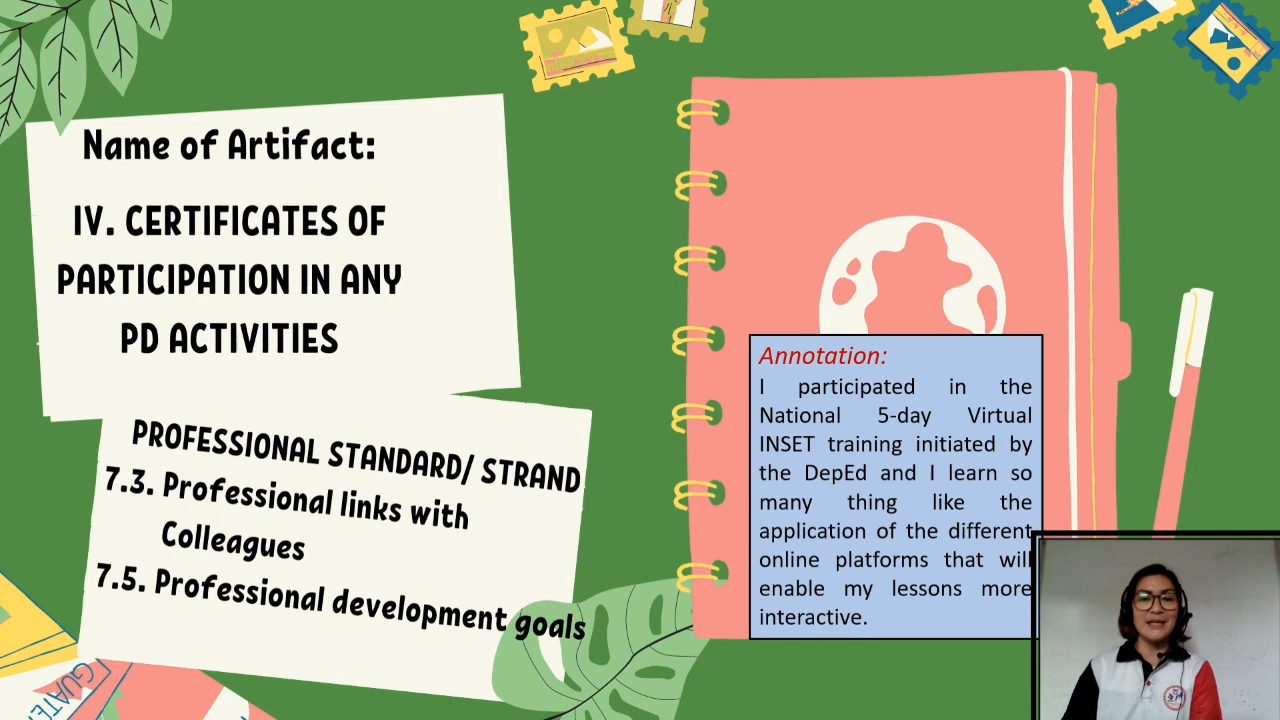 Name of Artifact:
IV. CERTIFICATES OF
PARTICIPATION IN ANY
PD ACTIVITIES
PROFESSIONAL STANDARD/ STRAND
7.3. Professional links with
Colleagues
7.5. Professional development goals
Annotation:
I participated in the
National 5-day Virtual
INSET training initiated by
the DepEd and I learn so
many thing like the
application of the different
online platforms that will
enable my lessons more
interactive.